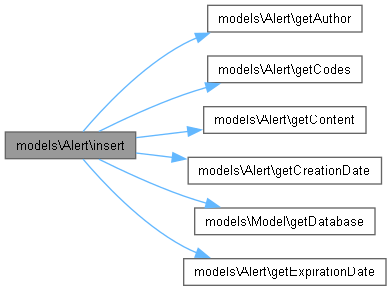 models\Alert\getAuthor
models\Alert\getCodes
models\Alert\getContent
models\Alert\insert
models\Alert\getCreationDate
models\Model\getDatabase
models\Alert\getExpirationDate